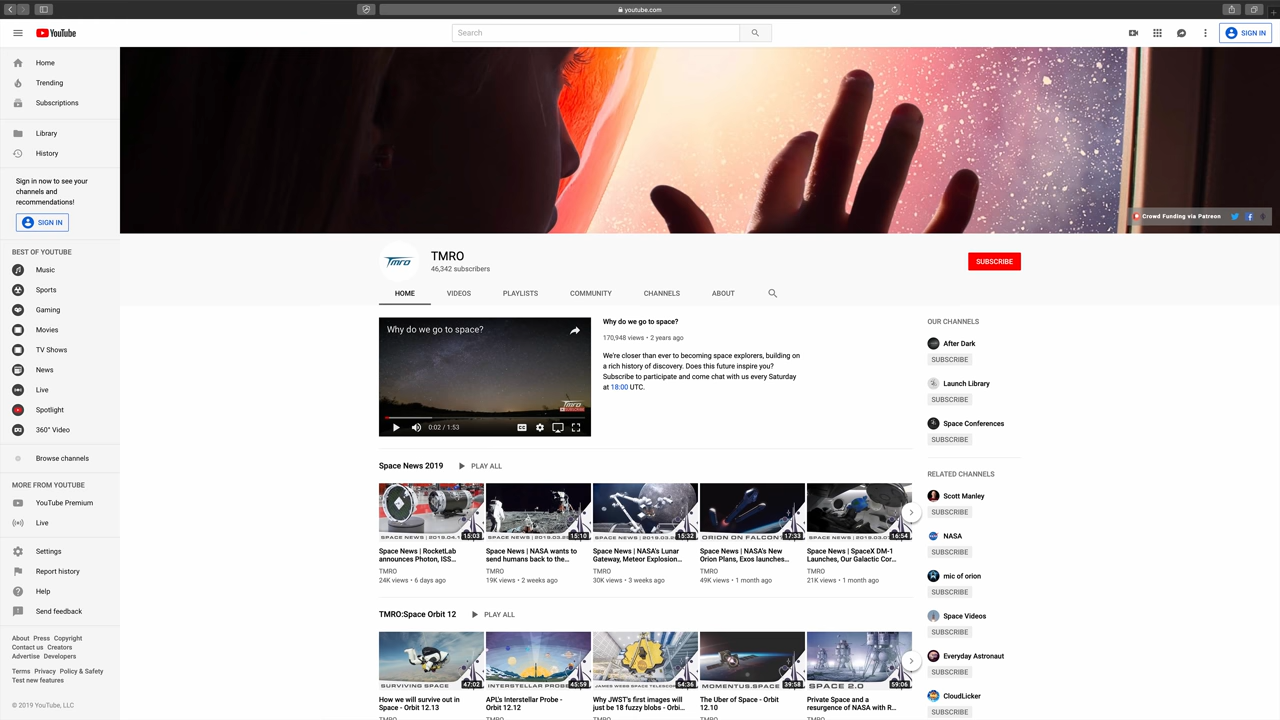 youtube.com
YouTube
Search
SIGN IN
Home
Trending
Subscriptions
Library
History
Sign in now to see your
channels and
recommendations!
SIGN IN
BEST OF YOUTUBE
Music
Sports
Gaming
Movies
TV Shows
News
Live
Spotlight
360° Video
Browse channels
MORE FROM YOUTUBE
YouTube Premium
Live
Settings
Report history
Help
Send feedback
About Press Copyright
Contact us Creators
Advertise Developers
Terms Privacy Policy & Safety
Test new features
© 2019 YouTube, LLC
Crowd Funding via Patreon
Tmro
TMRO
46,342 subscribers
SUBSCRIBE
HOME VIDEOS PLAYLISTS COMMUNITY CHANNELS ABOUT
Why do we go to space?
Tmro
0:02 / 1:53
Why do we go to space?
170,948 views • 2 years ago
We're closer than ever to becoming space explorers, building on
a rich history of discovery. Does this future inspire you?
Subscribe to participate and come chat with us every Saturday
at 18:00 UTC.
Space News 2019 PLAY ALL
15:03
Space News | RocketLab
announces Photon, ISS...
TMRO
24K views • 6 days ago
15:10
Space News | NASA wants to
send humans back to the...
TMRO
19K views • 2 weeks ago
15:32
Space News | NASA's Lunar
Gateway, Meteor Explosion...
TMRO
30K views • 3 weeks ago
ORION ON FALCON
17:33
Space News | NASA's New
Orion Plans, Exos launches...
TMRO
49K views • 1 month ago
16:54
Space News | SpaceX DM-1
Launches, Our Galactic Cor...
TMRO
21K views • 1 month ago
TMRO:Space Orbit 12 PLAY ALL
SURVIVING SPACE
47:02
How we will survive out in
Space - Orbit 12.13
TMRO
INTERSTELLAR PROBE
45:59
APL's Interstellar Probe -
Orbit 12.12
TMRO
JAMES WEBB SPACE TELESCOPE
54:36
Why JWST's first images will
just be 18 fuzzy blobs - Orbi...
TMRO
MOMENTUS.SPACE
39:58
The Uber of Space - Orbit
12.10
TMRO
SPACE 2.0
59:06
Private Space and a
resurgence of NASA with R...
TMRO
OUR CHANNELS
After Dark
SUBSCRIBE
Launch Library
SUBSCRIBE
Space Conferences
SUBSCRIBE
RELATED CHANNELS
Scott Manley
SUBSCRIBE
NASA
SUBSCRIBE
mic of orion
SUBSCRIBE
Space Videos
SUBSCRIBE
Everyday Astronaut
SUBSCRIBE
CloudLicker
SUBSCRIBE